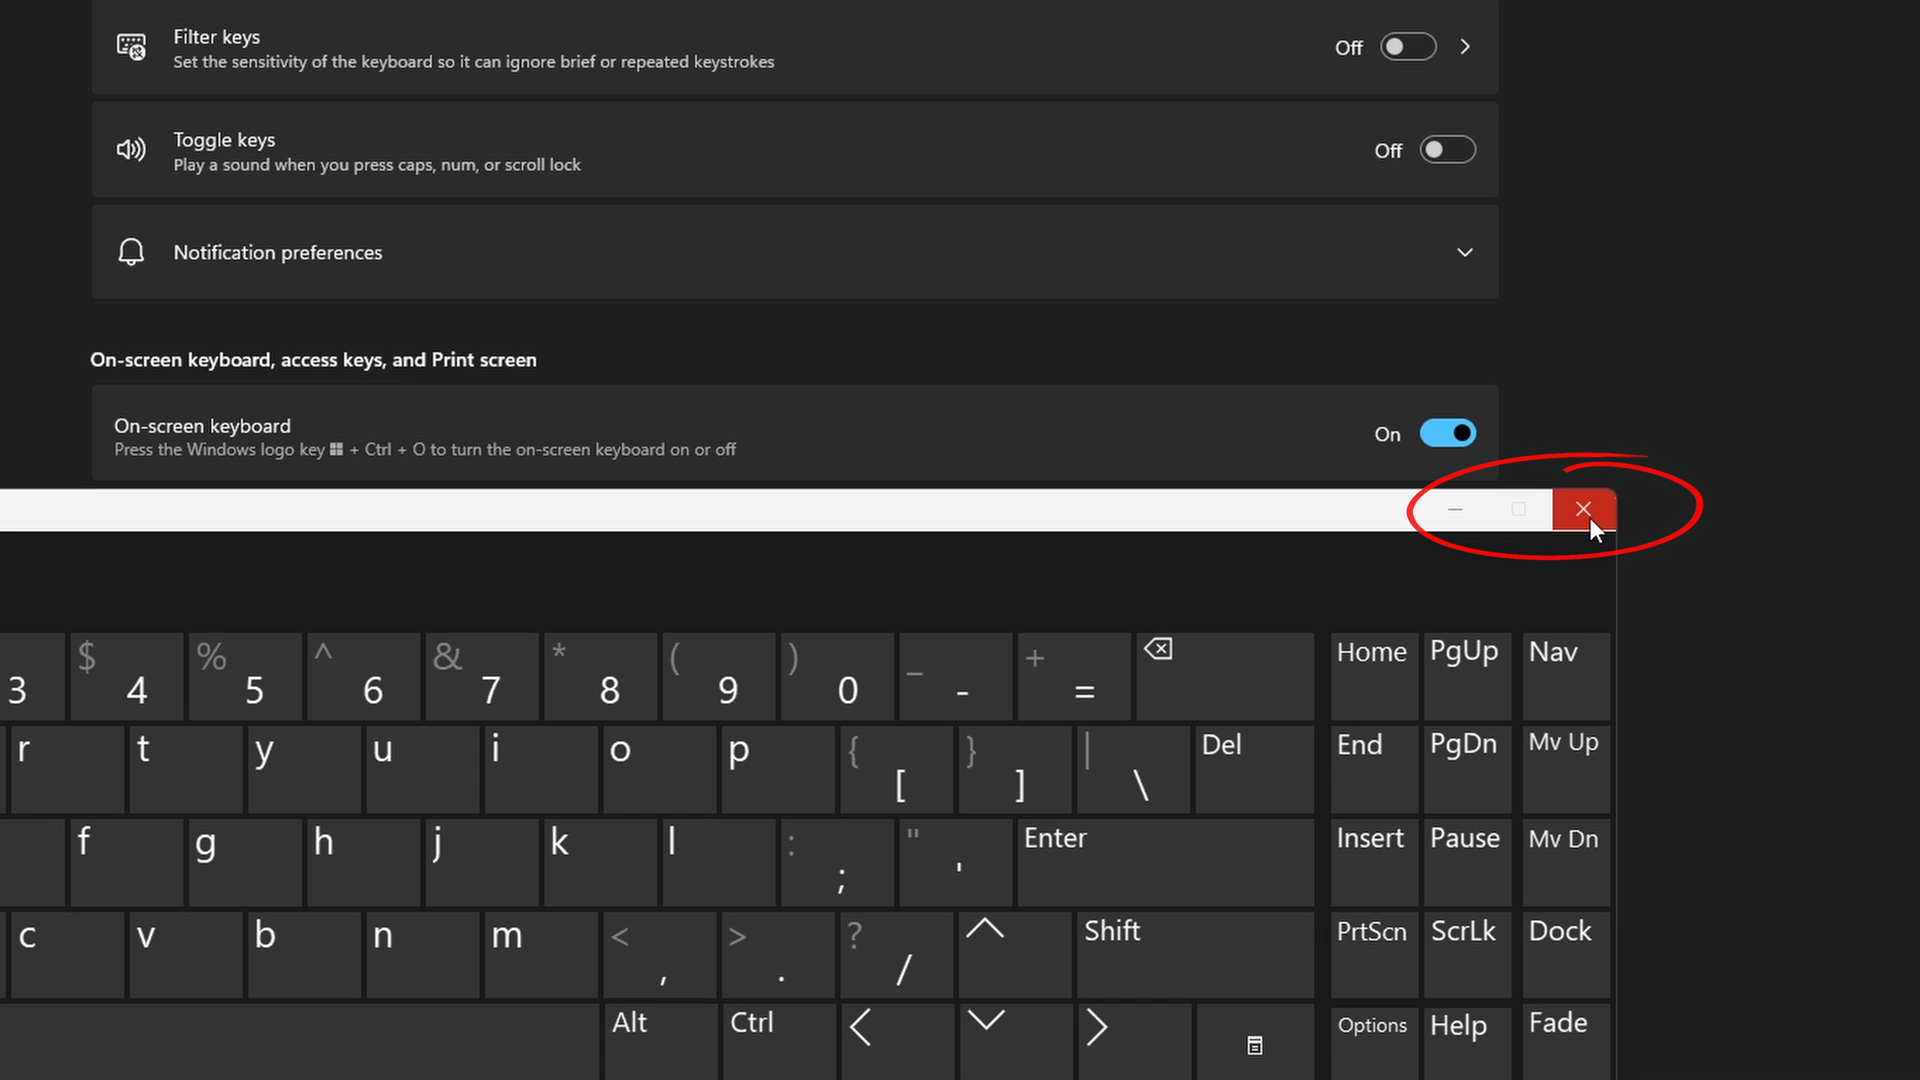 Filter keys
Set the sensitivity of the keyboard so it can ignore brief or repeated keystrokes
Off
Toggle keys
Play a sound when you press caps, num, or scroll lock
Off
Notification preferences
On-screen keyboard, access keys, and Print screen
On-screen keyboard
Press the Windows logo key + Ctrl + O to turn the on-screen keyboard on or off
On
3 $ 4 % 5 ^ 6 & 7 * 8 ( 9 ) 0 _ - + = Home PgUp Nav
r t y u i o p { [ } ] | \ Del End PgDn Mv Up
f g h j k l : ; " ' Enter Insert Pause Mv Dn
c v b n m < , > . ? / Shift PrtScn ScrLk Dock
Alt Ctrl Options Help Fade